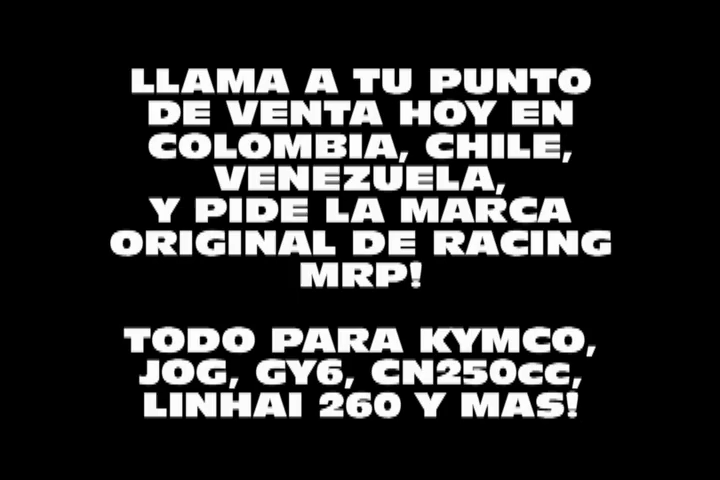 LLAMA A TU PUNTO
DE VENTA HOY EN
COLOMBIA, CHILE,
VENEZUELA,
Y PIDE LA MARCA
ORIGINAL DE RACING
MRP!
TODO PARA KYMCO,
JOG, GY6, CN250cc,
LINHAI 260 Y MAS!